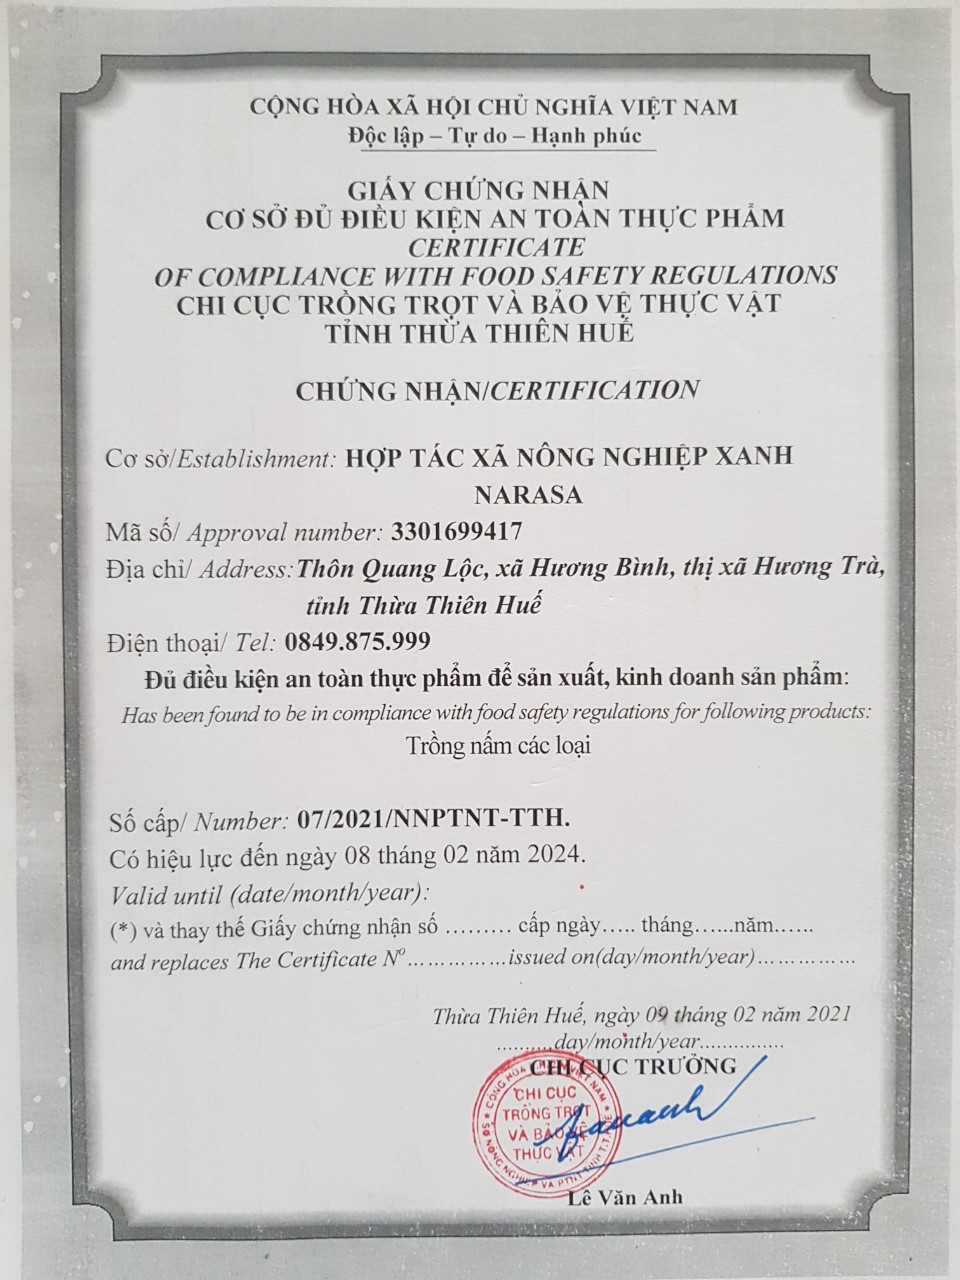 CỘNG HÒA XÃ HỘI CHỦ NGHĨA VIỆT NAM
Độc lập – Tự do – Hạnh phúc
GIẤY CHỨNG NHẬN
CƠ SỞ ĐỦ ĐIỀU KIỆN AN TOÀN THỰC PHẨM
CERTIFICATE
OF COMPLIANCE WITH FOOD SAFETY REGULATIONS
CHI CỤC TRỒNG TRỌT VÀ BẢO VỆ THỰC VẬT
TỈNH THỪA THIÊN HUẾ
CHỨNG NHẬN/CERTIFICATION
Cơ sở/Establishment: HỢP TÁC XÃ NÔNG NGHIỆP XANH
NARASA
Mã số/ Approval number: 3301699417
Địa chỉ/ Address: Thôn Quang Lộc, xã Hương Bình, thị xã Hương Trà,
tỉnh Thừa Thiên Huế
Điện thoại/ Tel: 0849.875.999
Đủ điều kiện an toàn thực phẩm để sản xuất, kinh doanh sản phẩm:
Has been found to be in compliance with food safety regulations for following products:
Trồng nấm các loại
Số cấp/ Number: 07/2021/NNPTNT-TTH.
Có hiệu lực đến ngày 08 tháng 02 năm 2024.
Valid until (date/month/year):
(*) và thay thế Giấy chứng nhận số ……… cấp ngày….. tháng…...năm……
and replaces The Certificate Nº……………issued on(day/month/year)……………
Thừa Thiên Huế, ngày 09 tháng 02 năm 2021
..........day/month/year...............
CHI CỤC TRƯỞNG
CHI CỤC
TRỒNG TRỌT
VÀ BẢO VỆ
THỰC VẬT
Lê Văn Anh